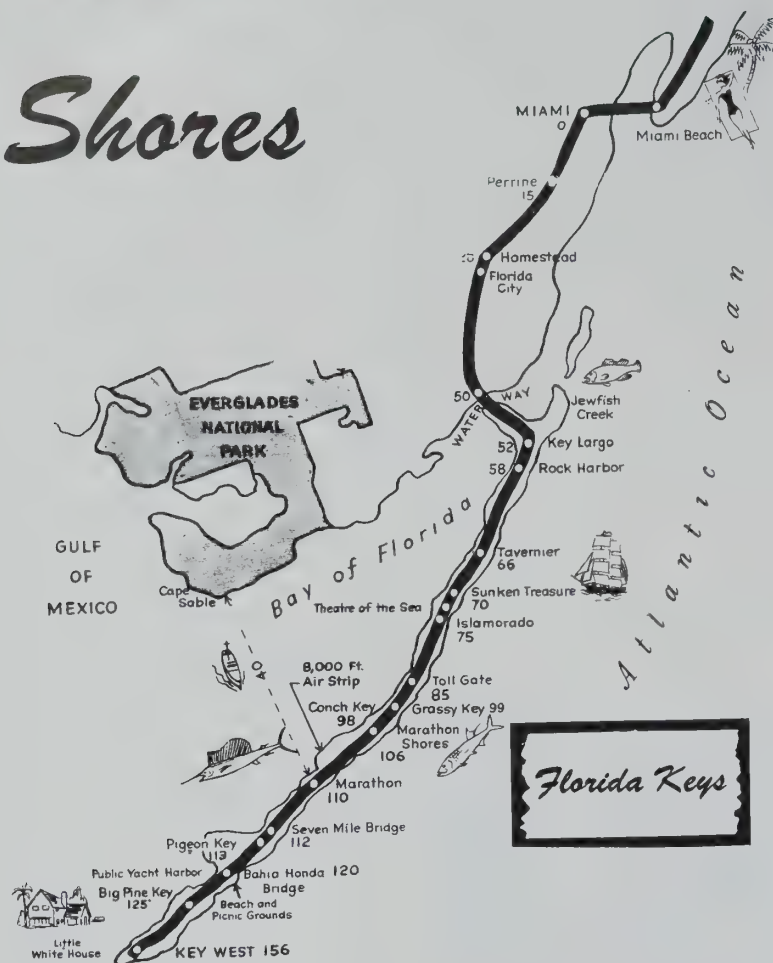 Shores
MIAMI
0
Miami Beach
Perrine
15
Homestead
Florida
City
50
WATER WAY
Jewfish
Creek
52
Key Largo
58
Rock Harbor
EVERGLADES
NATIONAL
PARK
GULF
OF
MEXICO
Cape
Sable
Bay of Florida
Atlantic Ocean
Tavernier
66
Theatre of the Sea
Sunken Treasure
70
Islamorado
75
40
8,000 Ft.
Air Strip
Toll Gate
85
Conch Key
98
Grassy Key 99
Marathon
Shores
106
Florida Keys
Marathon
110
Seven Mile Bridge
112
Pigeon Key
113
Public Yacht Harbor
Bahia Honda 120
Bridge
Big Pine Key
125
Beach and
Picnic Grounds
Little
White House
KEY WEST 156